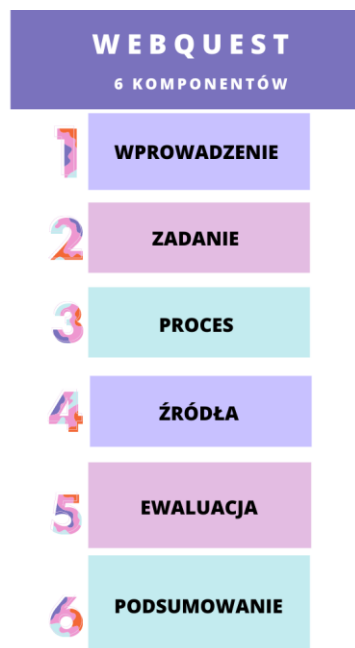 WEBQUEST
6 KOMPONENTÓW
1 WPROWADZENIE
2 ZADANIE
3 PROCES
4 ŹRÓDŁA
5 EWALUACJA
6 PODSUMOWANIE